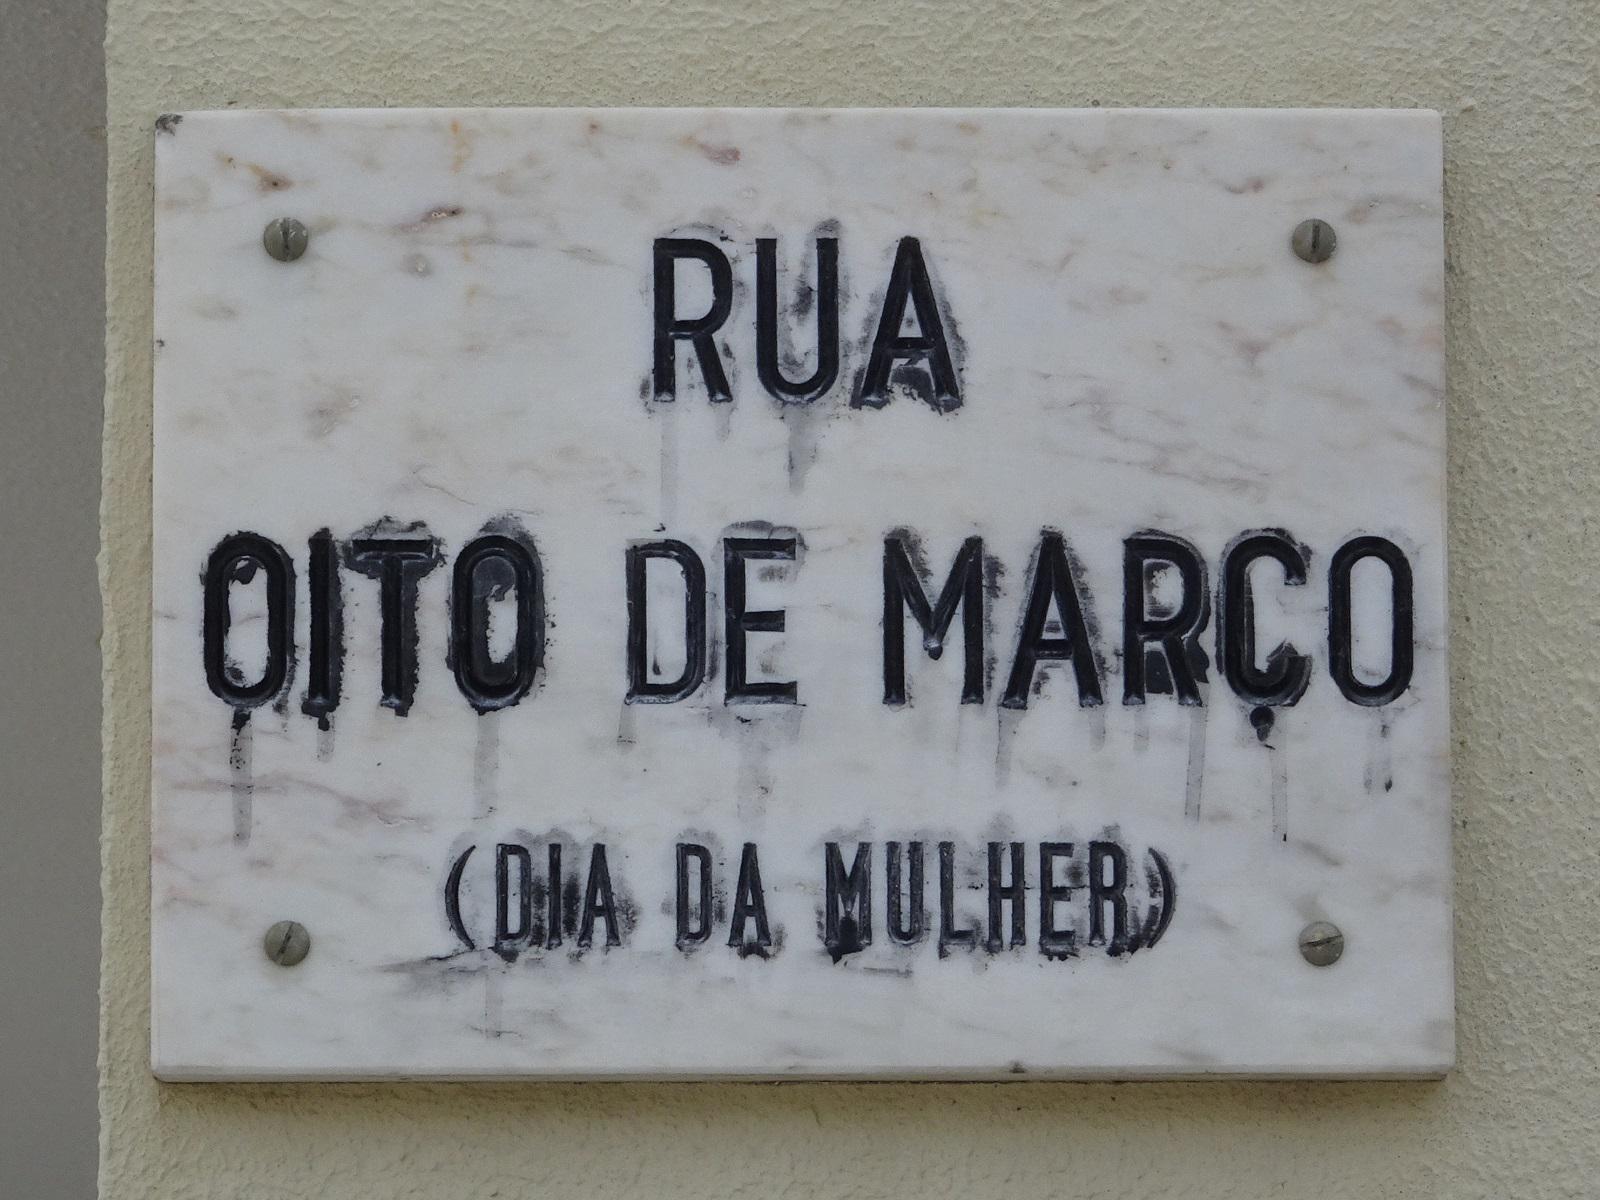 RUA
OITO DE MARÇO
(DIA DA MULHER)